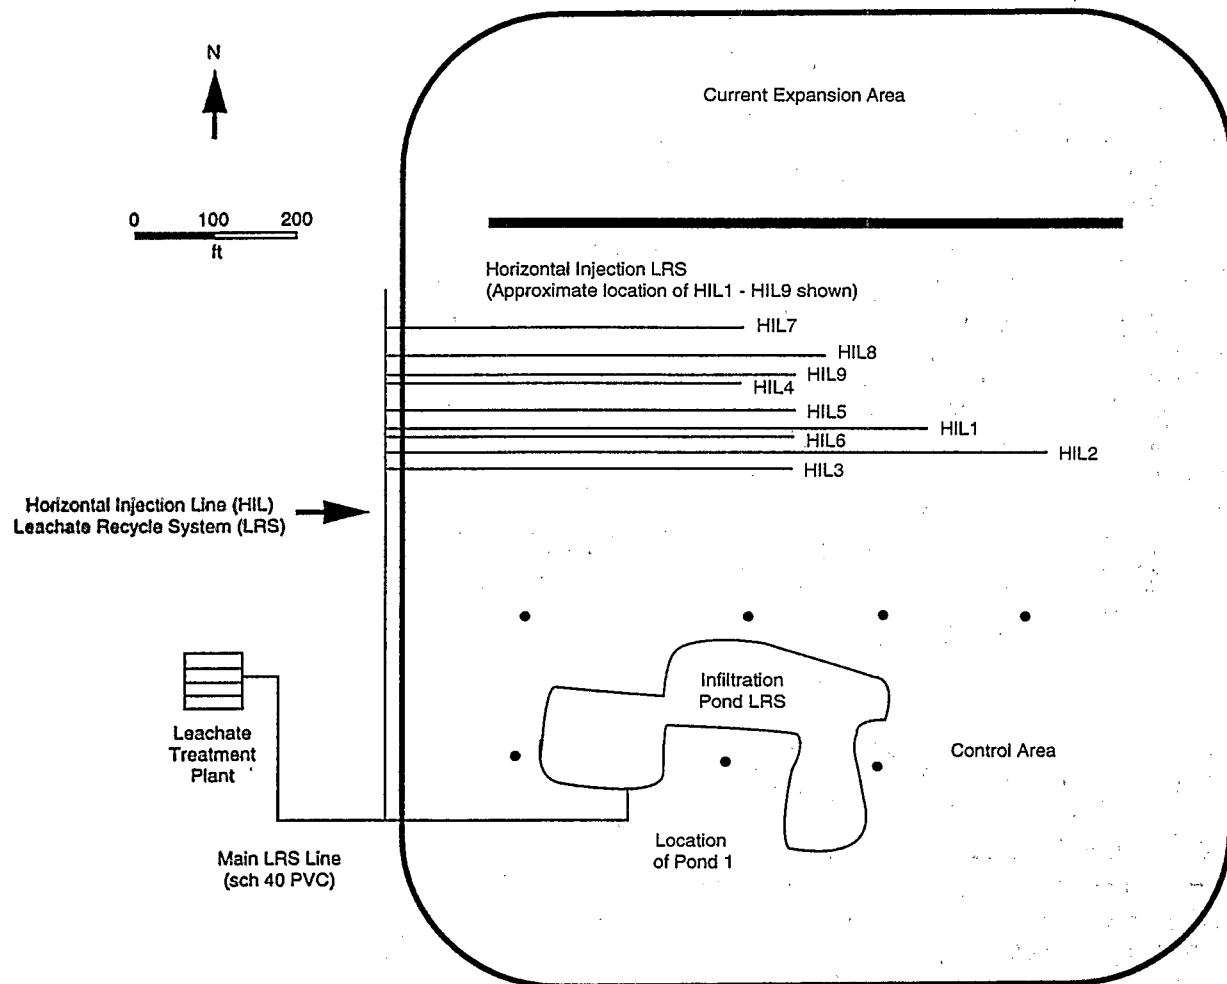 N
Current Expansion Area
0 100 200
ft
Horizontal Injection LRS
(Approximate location of HIL1 - HIL9 shown)
HIL7
HIL8
HIL9
HIL4
HIL5
HIL1
HIL6
HIL2
HIL3
Horizontal Injection Line (HIL)
Leachate Recycle System (LRS)
Infiltration
Pond LRS
Leachate
Treatment
Plant
Control Area
Location
of Pond 1
Main LRS Line
(sch 40 PVC)